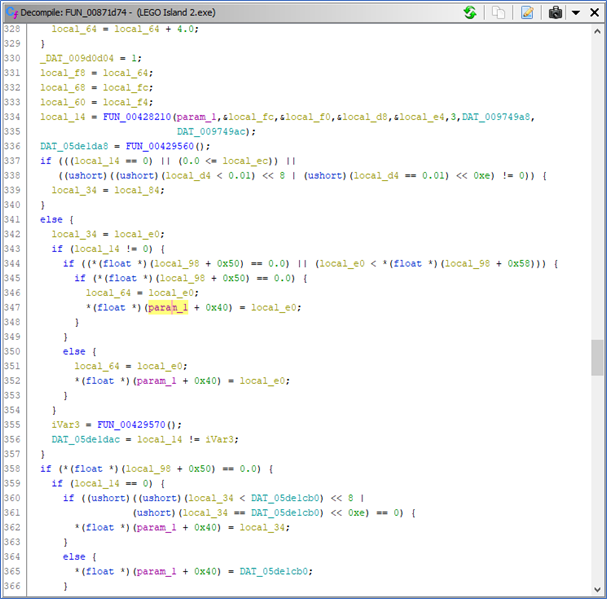 Decompile: FUN_00871d74 - (LEGO Island 2.exe)
328 local_64 = local_64 + 4.0;
329 }
330 _DAT_009d0d04 = 1;
331 local_f8 = local_64;
332 local_68 = local_fc;
333 local_60 = local_f4;
334 local_14 = FUN_00428210(param_1,&local_fc,&local_f0,&local_d8,&local_e4,3,DAT_009749a8,
335 DAT_009749ac);
336 DAT_05de1da8 = FUN_00429560();
337 if (((local_14 == 0) || (0.0 <= local_ec)) ||
338 ((ushort)((ushort)(local_d4 < 0.01) << 8 | (ushort)(local_d4 == 0.01) << 0xe) != 0)) {
339 local_34 = local_84;
340 }
341 else {
342 local_34 = local_e0;
343 if (local_14 != 0) {
344 if ((*(float *)(local_98 + 0x50) == 0.0) || (local_e0 < *(float *)(local_98 + 0x58))) {
345 if (*(float *)(local_98 + 0x50) == 0.0) {
346 local_64 = local_e0;
347 *(float *)(param_1 + 0x40) = local_e0;
348 }
349 }
350 else {
351 local_64 = local_e0;
352 *(float *)(param_1 + 0x40) = local_e0;
353 }
354 }
355 iVar3 = FUN_00429570();
356 DAT_05de1dac = local_14 != iVar3;
357 }
358 if (*(float *)(local_98 + 0x50) == 0.0) {
359 if (local_14 == 0) {
360 if ((ushort)((ushort)(local_34 < DAT_05de1cb0) << 8 |
361 (ushort)(local_34 == DAT_05de1cb0) << 0xe) == 0) {
362 *(float *)(param_1 + 0x40) = local_34;
363 }
364 else {
365 *(float *)(param_1 + 0x40) = DAT_05de1cb0;
366 }